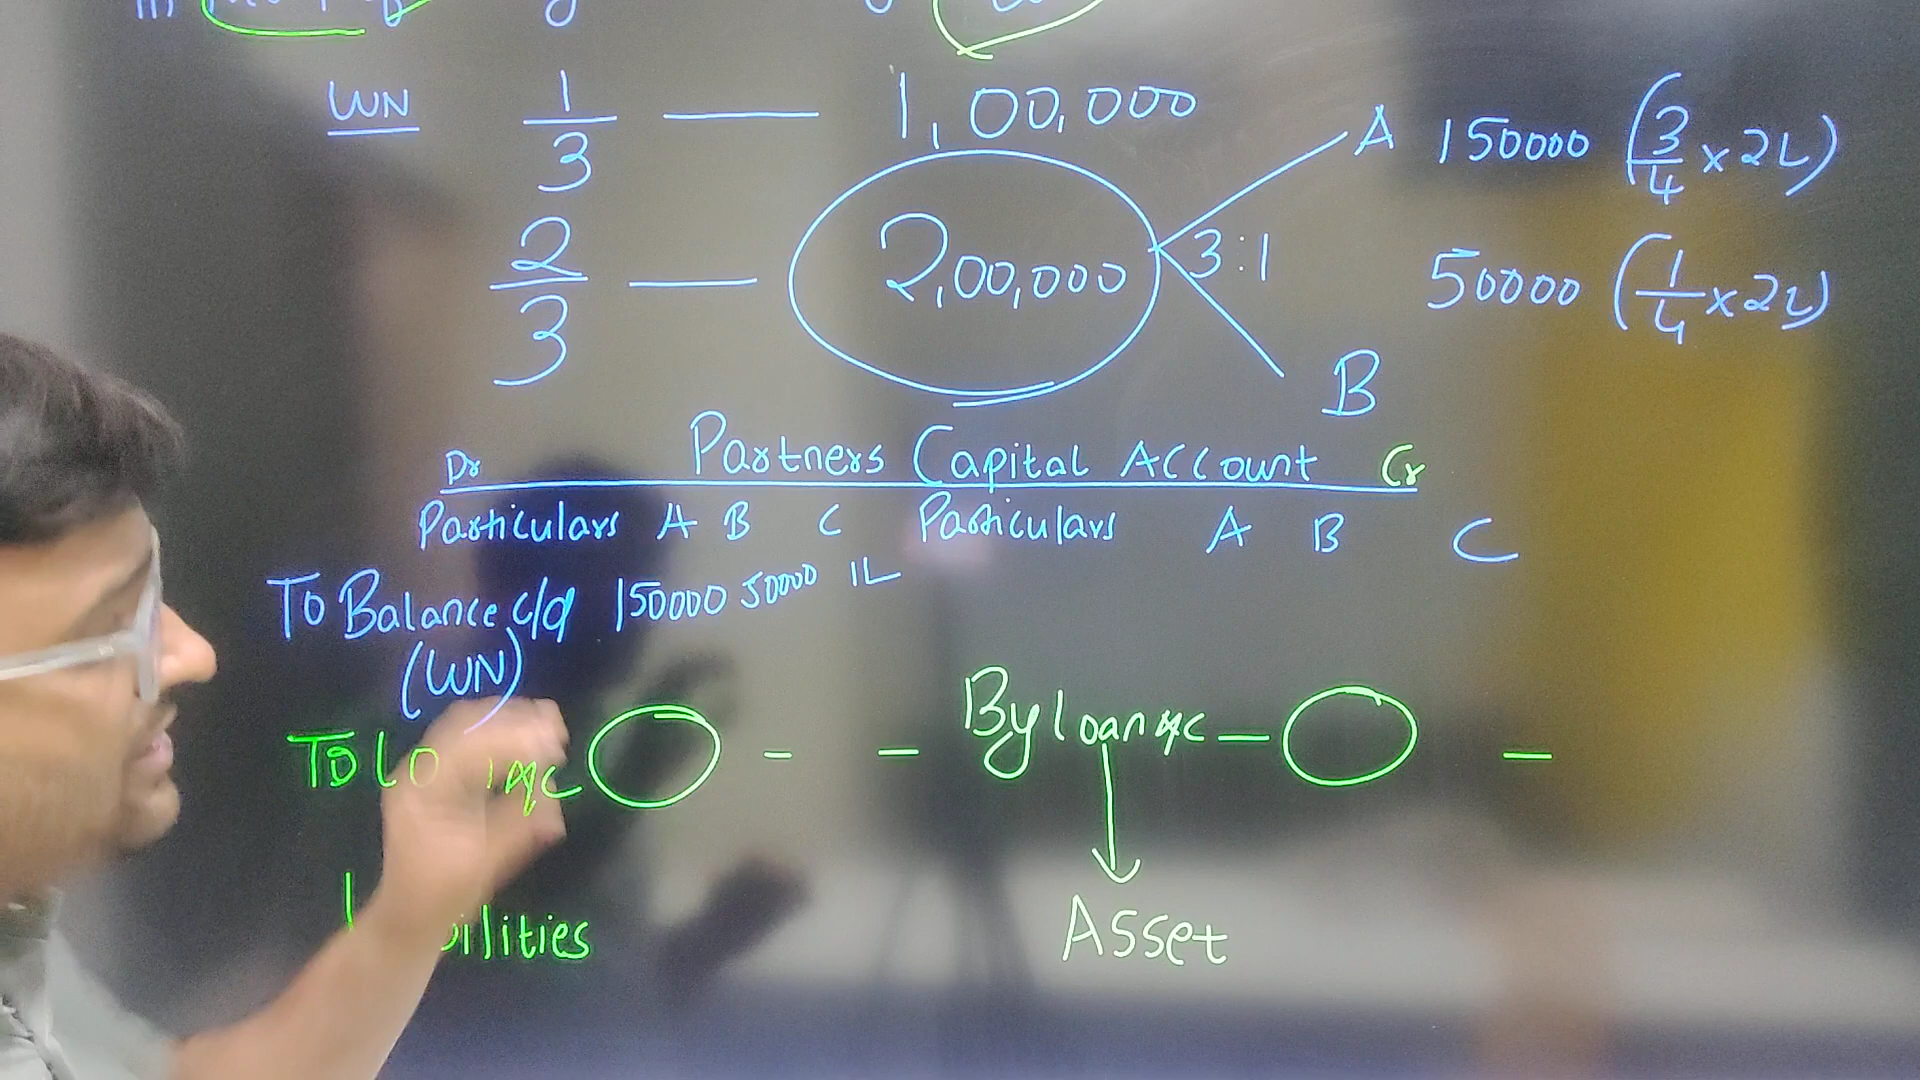 WN 1/3 — 1,00,000 A 150000 (3/4 x 2L)
2/3 — 2,00,000 3:1 50000 (1/4 x 2L)
B
Dr Partners Capital Account Cr
Particulars A B C Particulars A B C
To Balance c/d 150000 50000 1L
(WN)
To A/C - - By loan A/C — -
Asset